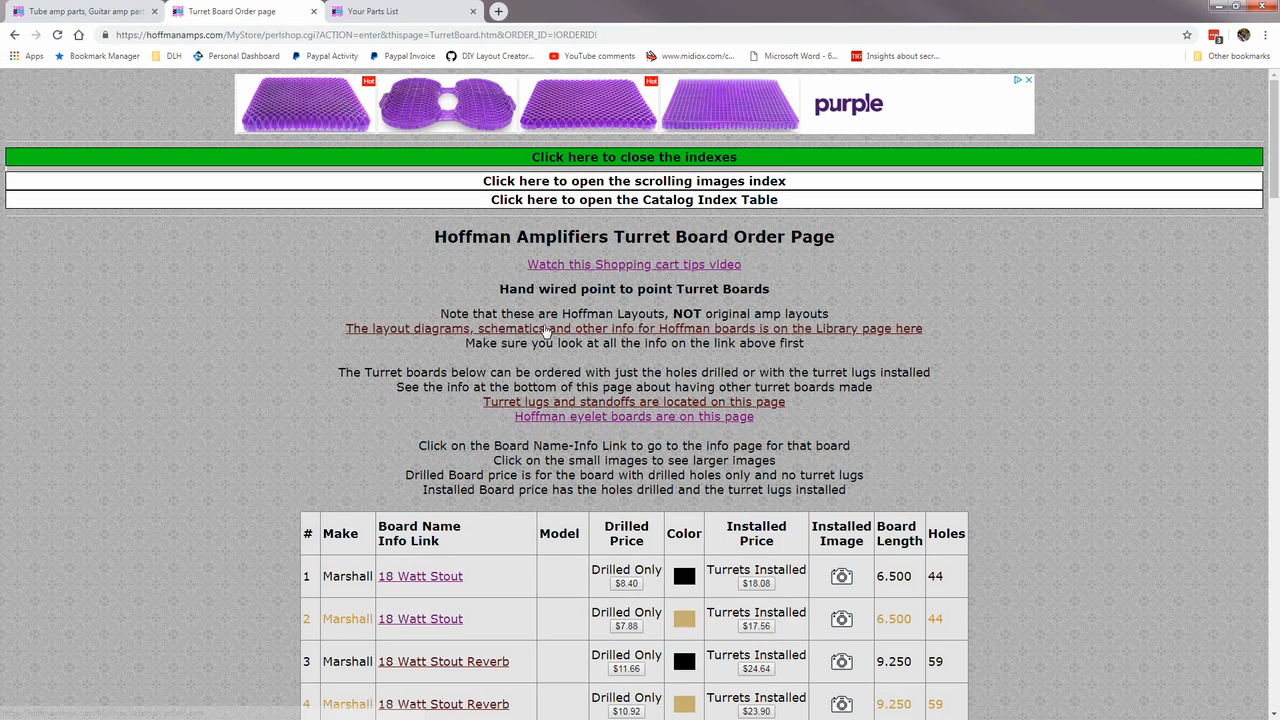 Tube amp parts, Guitar amp part
Turret Board Order page
Your Parts List
https://hoffmanamps.com/MyStore/perlshop.cgi?ACTION=enter&thispage=TurretBoard.htm&ORDER_ID=!ORDERID!
Apps
Bookmark Manager
DLH
Personal Dashboard
Paypal Activity
Paypal Invoice
DIY Layout Creator...
YouTube comments
www.midiox.com/c...
Microsoft Word - 6...
Insights about secr...
Other bookmarks
Hot
Hot
purple
Click here to close the indexes
Click here to open the scrolling images index
Click here to open the Catalog Index Table
Hoffman Amplifiers Turret Board Order Page
Watch this Shopping cart tips video
Hand wired point to point Turret Boards
Note that these are Hoffman Layouts, NOT original amp layouts
The layout diagrams, schematics and other info for Hoffman boards is on the Library page here
Make sure you look at all the info on the link above first
The Turret boards below can be ordered with just the holes drilled or with the turret lugs installed
See the info at the bottom of this page about having other turret boards made
Turret lugs and standoffs are located on this page
Hoffman eyelet boards are on this page
Click on the Board Name-Info Link to go to the info page for that board
Click on the small images to see larger images
Drilled Board price is for the board with drilled holes only and no turret lugs
Installed Board price has the holes drilled and the turret lugs installed
# Make Board Name Info Link Model Drilled Price Color Installed Price Installed Image Board Length Holes
1 Marshall 18 Watt Stout Drilled Only $8.40 Turrets Installed $18.08 6.500 44
2 Marshall 18 Watt Stout Drilled Only $7.88 Turrets Installed $17.56 6.500 44
3 Marshall 18 Watt Stout Reverb Drilled Only $11.66 Turrets Installed $24.64 9.250 59
4 Marshall 18 Watt Stout Reverb Drilled Only $10.92 Turrets Installed $23.90 9.250 59